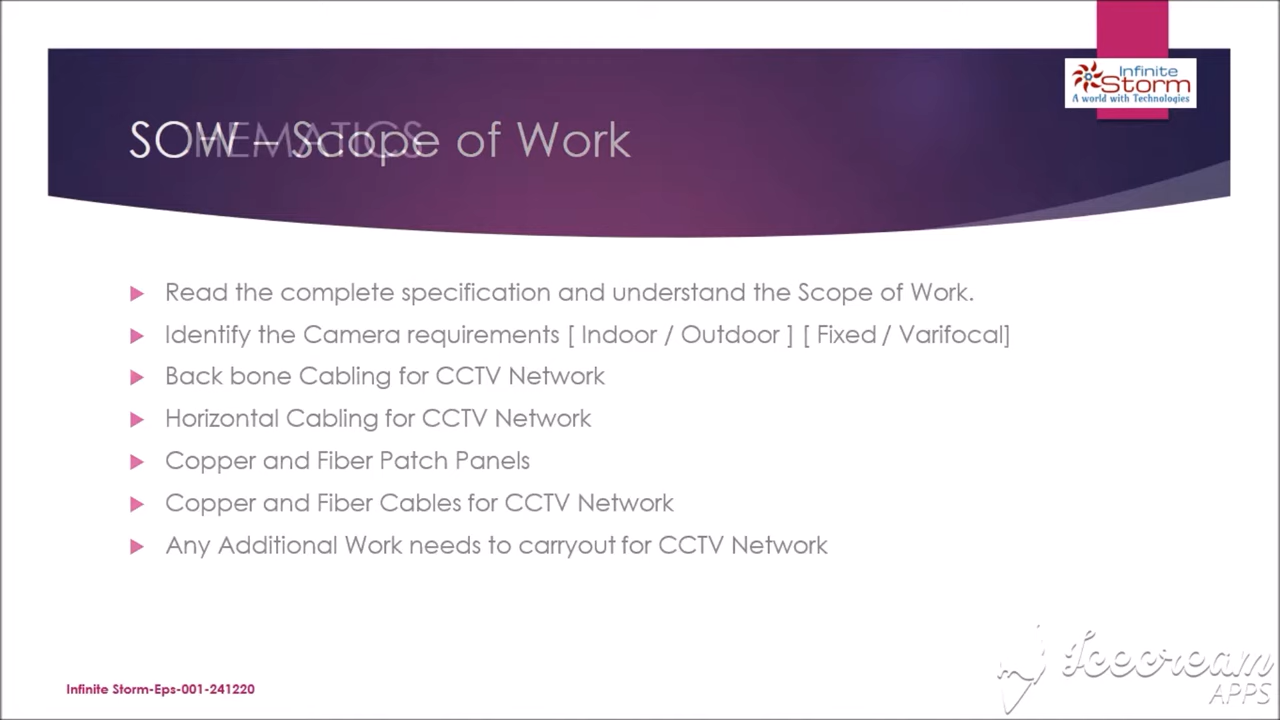 Infinite
Storm
A world with Technologies
SOW – Scope of Work
Read the complete specification and understand the Scope of Work.
Identify the Camera requirements [ Indoor / Outdoor ] [ Fixed / Varifocal]
Back bone Cabling for CCTV Network
Horizontal Cabling for CCTV Network
Copper and Fiber Patch Panels
Copper and Fiber Cables for CCTV Network
Any Additional Work needs to carryout for CCTV Network
Infinite Storm-Eps-001-241220
Icecream
APPS